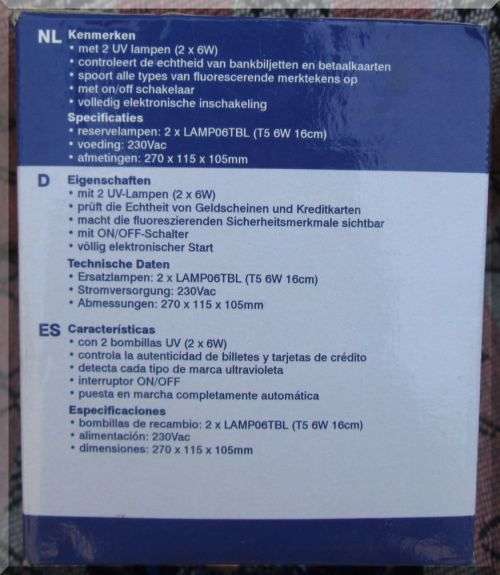 NL Kenmerken
• met 2 UV lampen (2 x 6W)
• controleert de echtheid van bankbiljetten en betaalkaarten
• spoort alle types van fluorescerende merktekens op
• met on/off schakelaar
• volledig elektronische inschakeling
Specificaties
• reservelampen: 2 x LAMP06TBL (T5 6W 16cm)
• voeding: 230Vac
• afmetingen: 270 x 115 x 105mm
D Eigenschaften
• mit 2 UV-Lampen (2 x 6W)
• prüft die Echtheit von Geldscheinen und Kreditkarten
• macht die fluoreszierenden Sicherheitsmerkmale sichtbar
• mit ON/OFF-Schalter
• völlig elektronischer Start
Technische Daten
• Ersatzlampen: 2 x LAMP06TBL (T5 6W 16cm)
• Stromversorgung: 230Vac
• Abmessungen: 270 x 115 x 105mm
ES Características
• con 2 bombillas UV (2 x 6W)
• controla la autenticidad de billetes y tarjetas de crédito
• detecta cada tipo de marca ultravioleta
• interruptor ON/OFF
• puesta en marcha completamente automática
Especificaciones
• bombillas de recambio: 2 x LAMP06TBL (T5 6W 16cm)
• alimentación: 230Vac
• dimensiones: 270 x 115 x 105mm